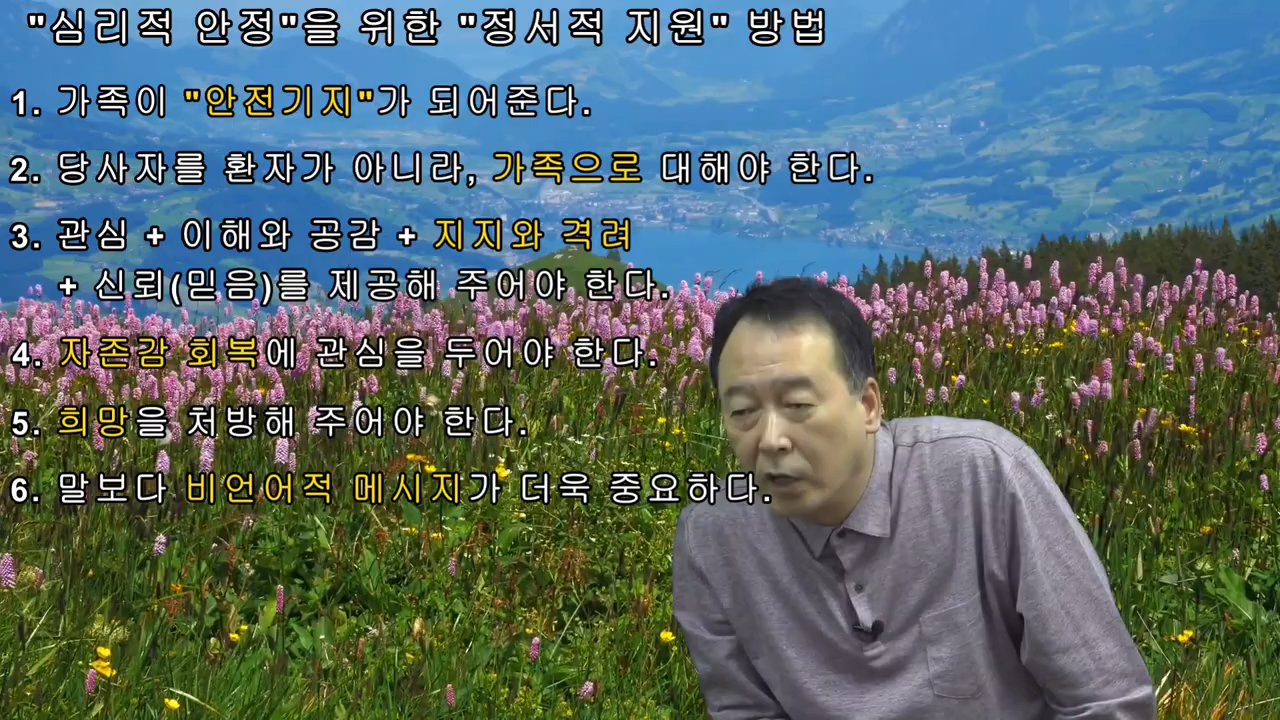 "심리적 안정"을 위한 "정서적 지원" 방법
1. 가족이 "안전기지"가 되어준다.
2. 당사자를 환자가 아니라, 가족으로 대해야 한다.
3. 관심 + 이해와 공감 + 지지와 격려
+ 신뢰(믿음)를 제공해 주어야 한다.
4. 자존감 회복에 관심을 두어야 한다.
5. 희망을 처방해 주어야 한다.
6. 말보다 비언어적 메시지가 더욱 중요하다.